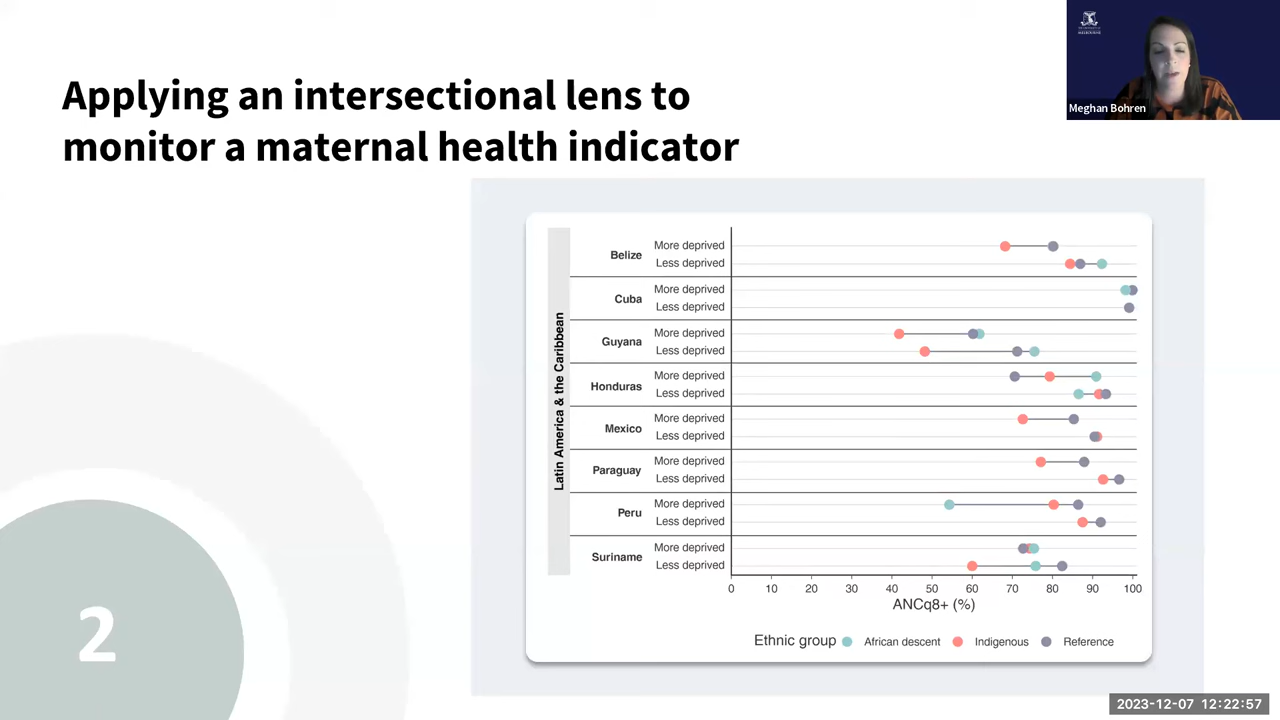 Applying an intersectional lens to
monitor a maternal health indicator
MELBOURNE
Meghan Bohren
Latin America & the Caribbean
Belize
More deprived
Less deprived
Cuba
More deprived
Less deprived
Guyana
More deprived
Less deprived
Honduras
More deprived
Less deprived
Mexico
More deprived
Less deprived
Paraguay
More deprived
Less deprived
Peru
More deprived
Less deprived
Suriname
More deprived
Less deprived
0 10 20 30 40 50 60 70 80 90 100
ANCq8+ (%)
Ethnic group African descent Indigenous Reference
2
2023-12-07 12:22:57